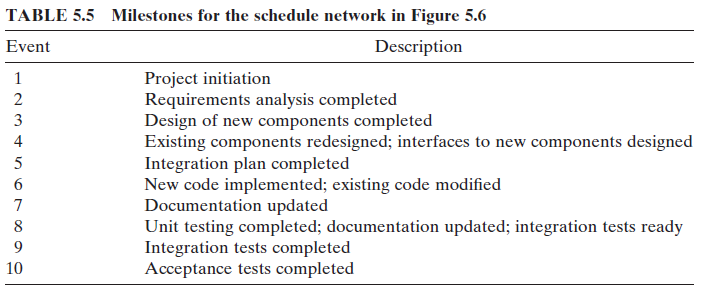 TABLE 5.5 Milestones for the schedule network in Figure 5.6
Event Description
1 Project initiation
2 Requirements analysis completed
3 Design of new components completed
4 Existing components redesigned; interfaces to new components designed
5 Integration plan completed
6 New code implemented; existing code modified
7 Documentation updated
8 Unit testing completed; documentation updated; integration tests ready
9 Integration tests completed
10 Acceptance tests completed